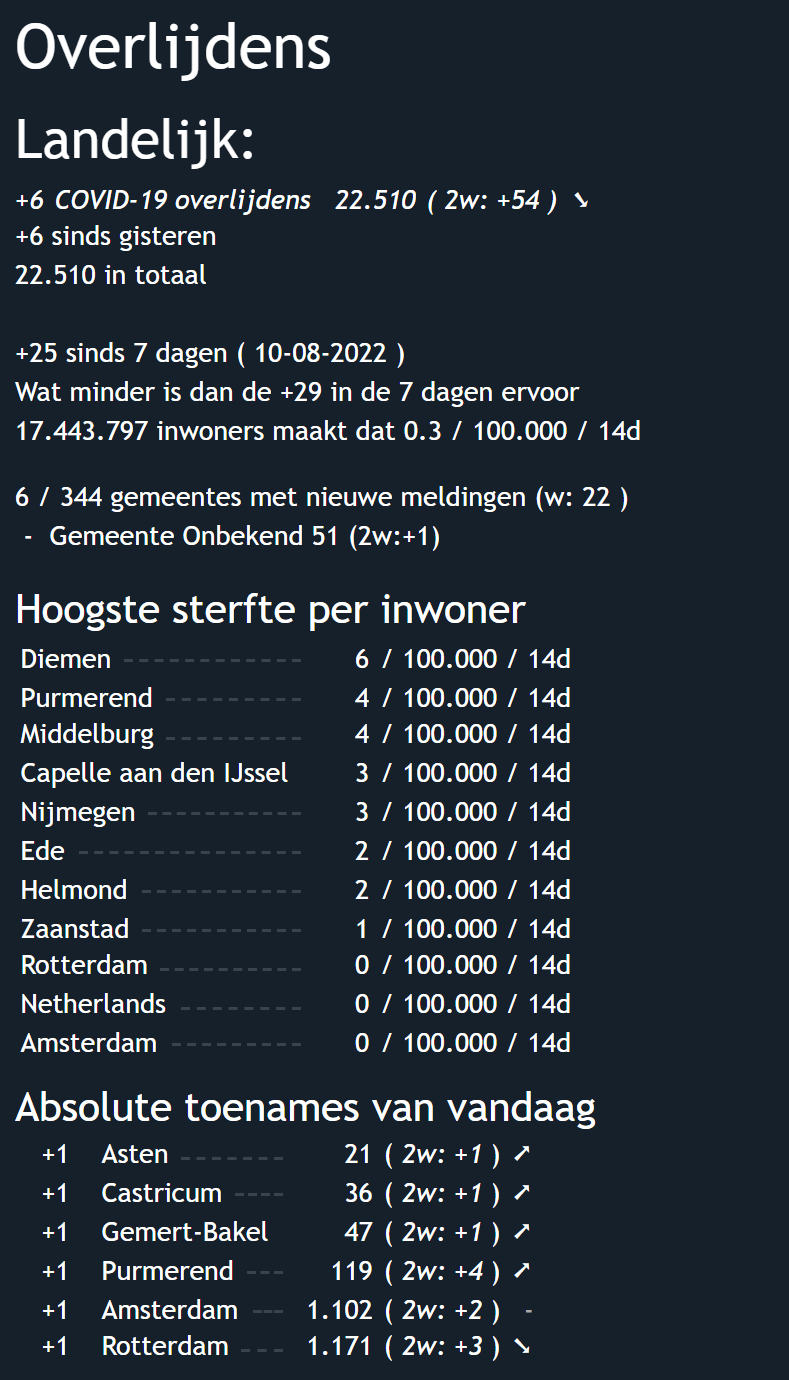 Overlijdens
Landelijk:
+6 COVID-19 overlijdens 22.510 ( 2w: +54 ) ➘
+6 sinds gisteren
22.510 in totaal
+25 sinds 7 dagen ( 10-08-2022 )
Wat minder is dan de +29 in de 7 dagen ervoor
17.443.797 inwoners maakt dat 0.3 / 100.000 / 14d
6 / 344 gemeentes met nieuwe meldingen (w: 22 )
- Gemeente Onbekend 51 (2w:+1)
Hoogste sterfte per inwoner
Diemen ------------ 6 / 100.000 / 14d
Purmerend --------- 4 / 100.000 / 14d
Middelburg --------- 4 / 100.000 / 14d
Capelle aan den IJssel 3 / 100.000 / 14d
Nijmegen ----------- 3 / 100.000 / 14d
Ede --------------- 2 / 100.000 / 14d
Helmond ----------- 2 / 100.000 / 14d
Zaanstad ----------- 1 / 100.000 / 14d
Rotterdam ---------- 0 / 100.000 / 14d
Netherlands -------- 0 / 100.000 / 14d
Amsterdam --------- 0 / 100.000 / 14d
Absolute toenames van vandaag
+1 Asten ------- 21 ( 2w: +1 ) ➚
+1 Castricum ---- 36 ( 2w: +1 ) ➚
+1 Gemert-Bakel 47 ( 2w: +1 ) ➚
+1 Purmerend --- 119 ( 2w: +4 ) ➚
+1 Amsterdam --- 1.102 ( 2w: +2 ) -
+1 Rotterdam --- 1.171 ( 2w: +3 ) ➘